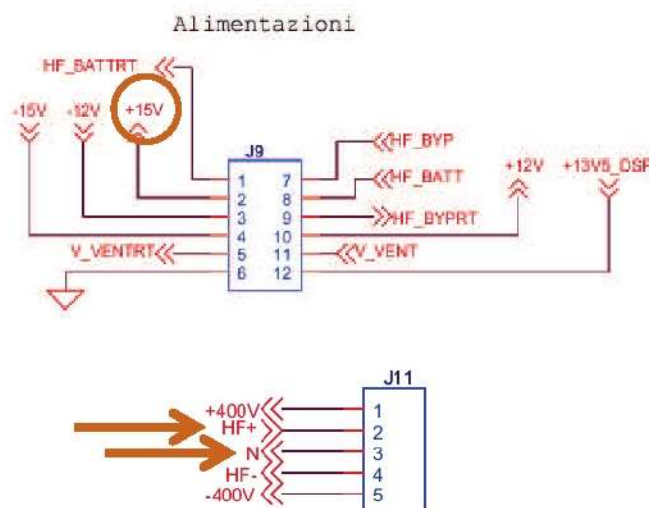 Alimentazioni
HF_BATTRT
-15V -12V +15V
J9
HF_BYP
+12V +13V5_DSP
1 7
HF_BATT
2 8
3 9 HF_BYPRT
4 10
V_VENTRT 5 11 V_VENT
6 12
J11
+400V 1
HF+ 2
N 3
HF- 4
-400V 5